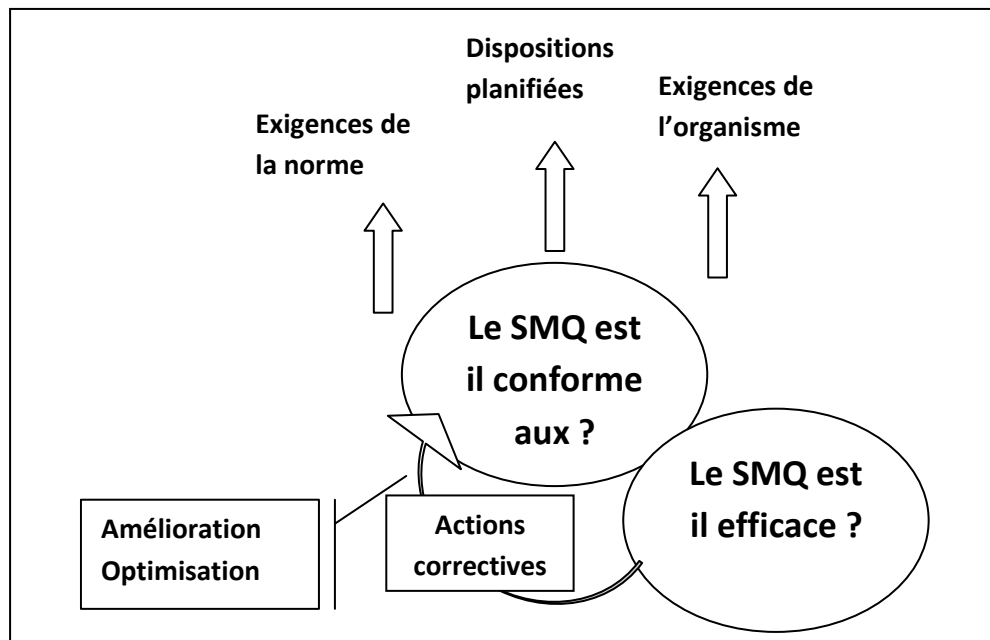 Dispositions
planifiées
Exigences de
l’organisme
Exigences de
la norme
Le SMQ est
il conforme
aux ?
Le SMQ est
il efficace ?
Actions
correctives
Amélioration
Optimisation